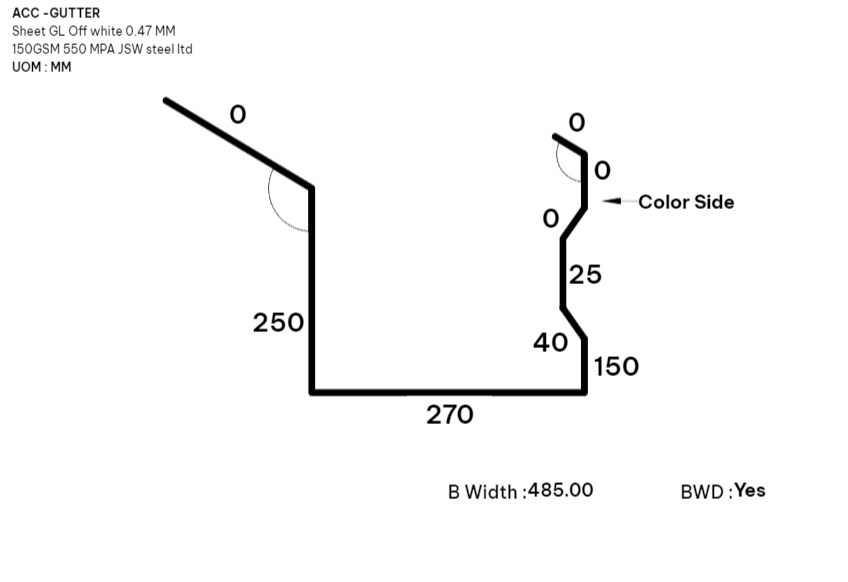 ACC -GUTTER
Sheet GL Off white 0.47 MM
150GSM 550 MPA JSW steel ltd
UOM : MM
0
0
0
Color Side
0
25
250
40
150
270
B Width :485.00
BWD :Yes